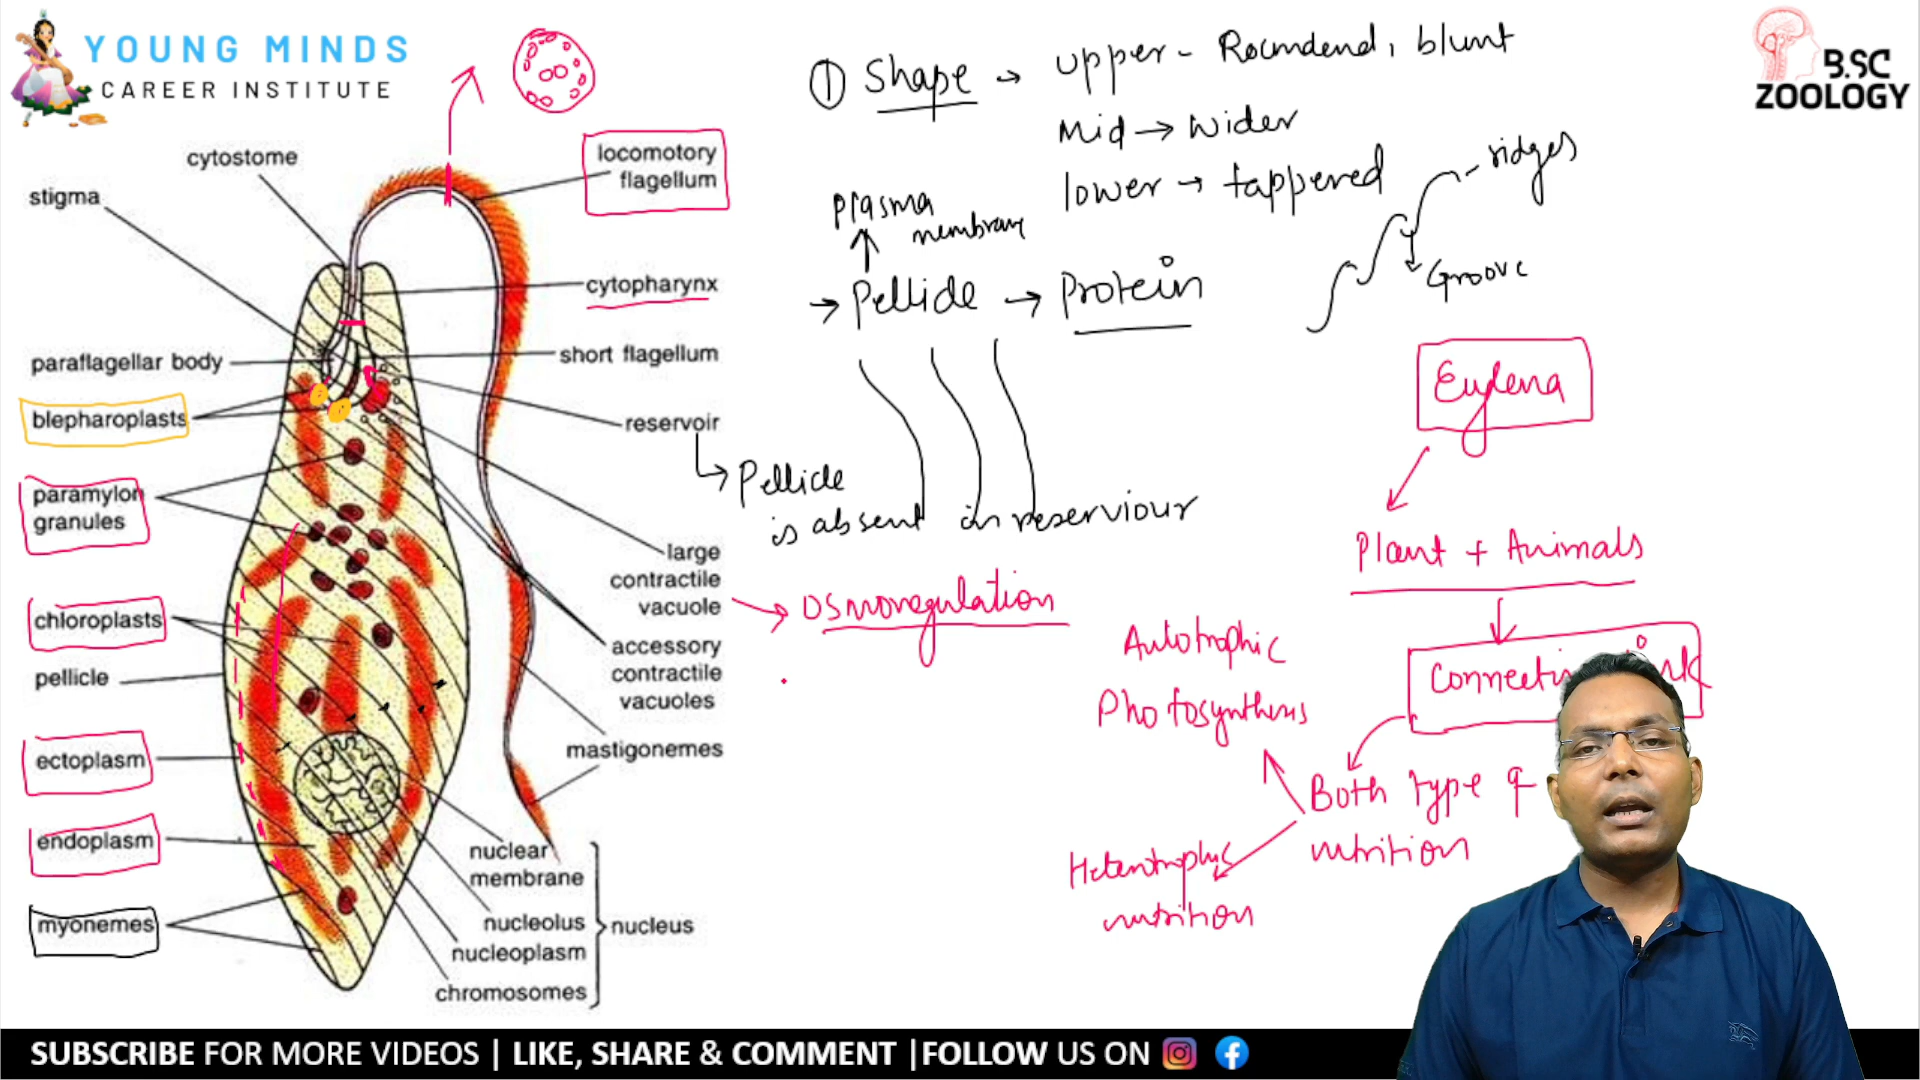 YOUNG MINDS
CAREER INSTITUTE
B.SC
ZOOLOGY
cytostome
stigma
locomotory
flagellum
cytopharynx
paraflagellar body
short flagellum
blepharoplasts
reservoir
paramylon
granules
large
contractile
vacuole
chloroplasts
accessory
contractile
vacuoles
pellicle
mastigonemes
ectoplasm
endoplasm
nuclear
membrane
myonemes
nucleolus
nucleus
nucleoplasm
chromosomes
① Shape → upper - Roundend, blunt
Mid → Wider
lower → tappered
ridges
Groove
Plasma
membrane
→ Pellide → Protein
Pellicle
is absent in reserviour
Osmoregulation
Euglena
Plant + Animals
Both type of
nutrition
Autotrophic
Photosynthesis
nutrition
SUBSCRIBE FOR MORE VIDEOS | LIKE, SHARE & COMMENT |FOLLOW US ON